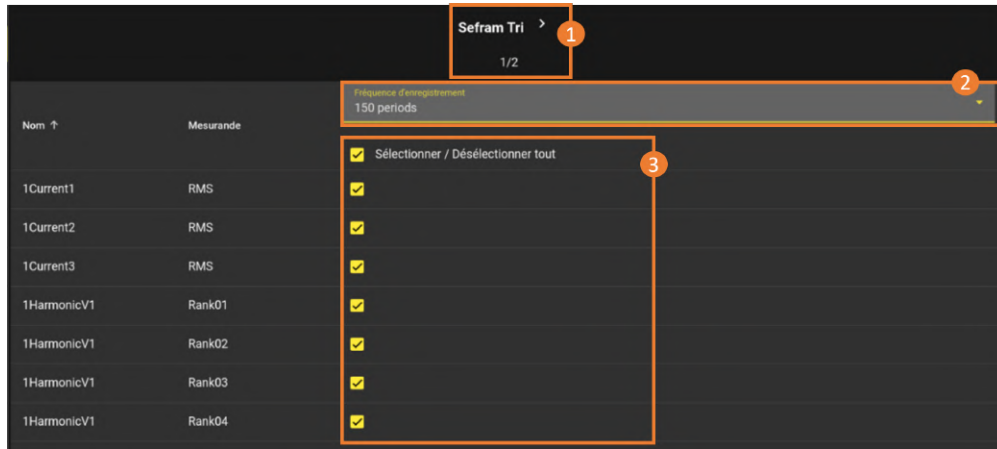 Sefram Tri >
1
1/2
2
Fréquence d'enregistrement
150 periods
Nom ↑ Mesurande
Sélectionner / Désélectionner tout
3
1Current1 RMS
1Current2 RMS
1Current3 RMS
1HarmonicV1 Rank01
1HarmonicV1 Rank02
1HarmonicV1 Rank03
1HarmonicV1 Rank04